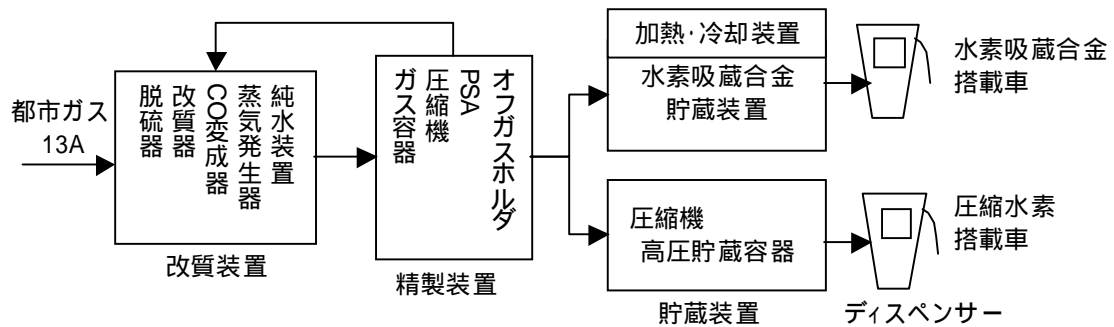 都市ガス
13A
脱硫器
改質器
CO変成器
蒸気発生器
純水装置
改質装置
ガス容器
圧縮機
PSA
オフガスホルダ
精製装置
加熱・冷却装置
水素吸蔵合金
貯蔵装置
圧縮機
高圧貯蔵容器
貯蔵装置
水素吸蔵合金
搭載車
圧縮水素
搭載車
ディスペンサー